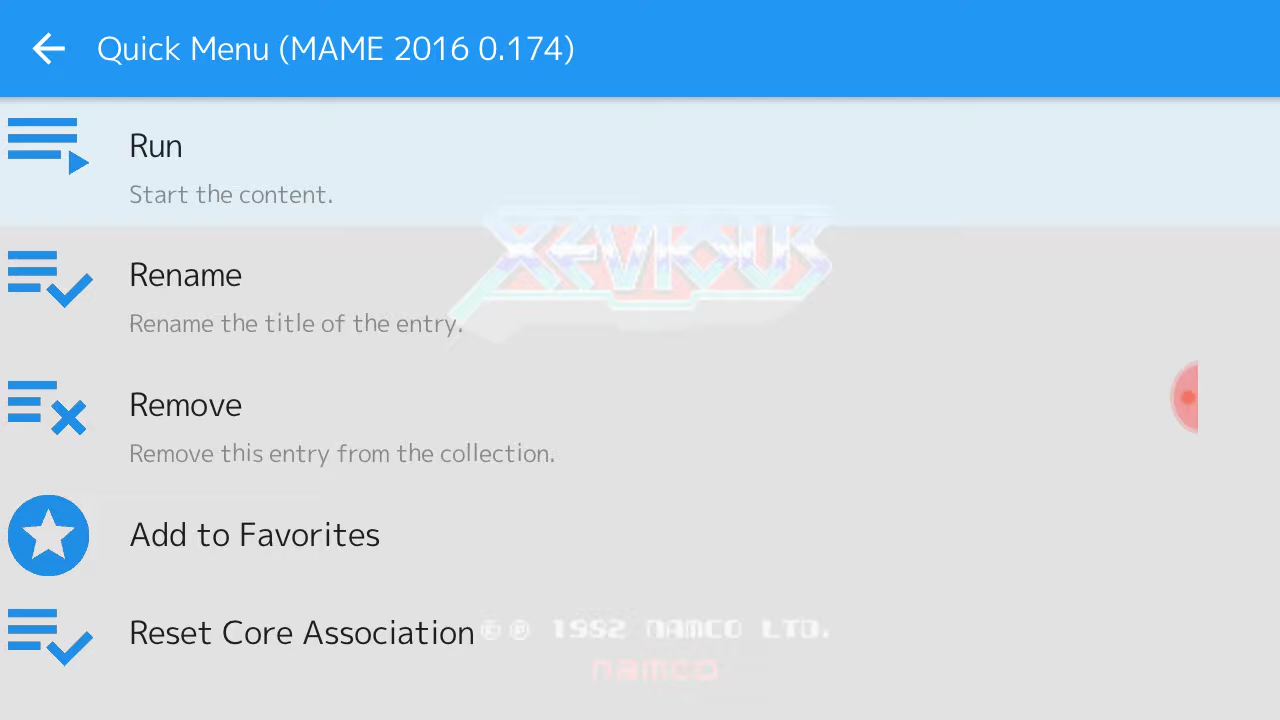 Quick Menu (MAME 2016 0.174)
Run
Start the content.
XEVIOUS
Rename
Rename the title of the entry.
Remove
Remove this entry from the collection.
Add to Favorites
Reset Core Association
© ℗ 1992 NAMCO LTD.
namco